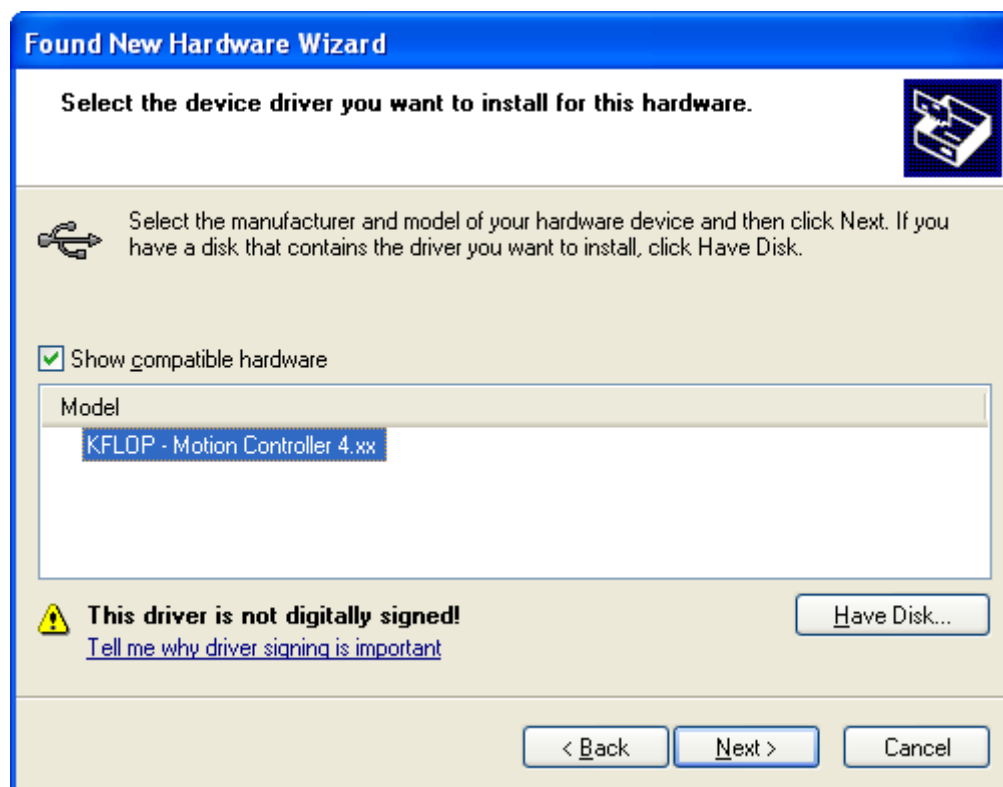 Found New Hardware Wizard
Select the device driver you want to install for this hardware.
Select the manufacturer and model of your hardware device and then click Next. If you
have a disk that contains the driver you want to install, click Have Disk.
Show compatible hardware
Model
KFLOP - Motion Controller 4.xx
This driver is not digitally signed!
Have Disk...
Tell me why driver signing is important
< Back
Next >
Cancel